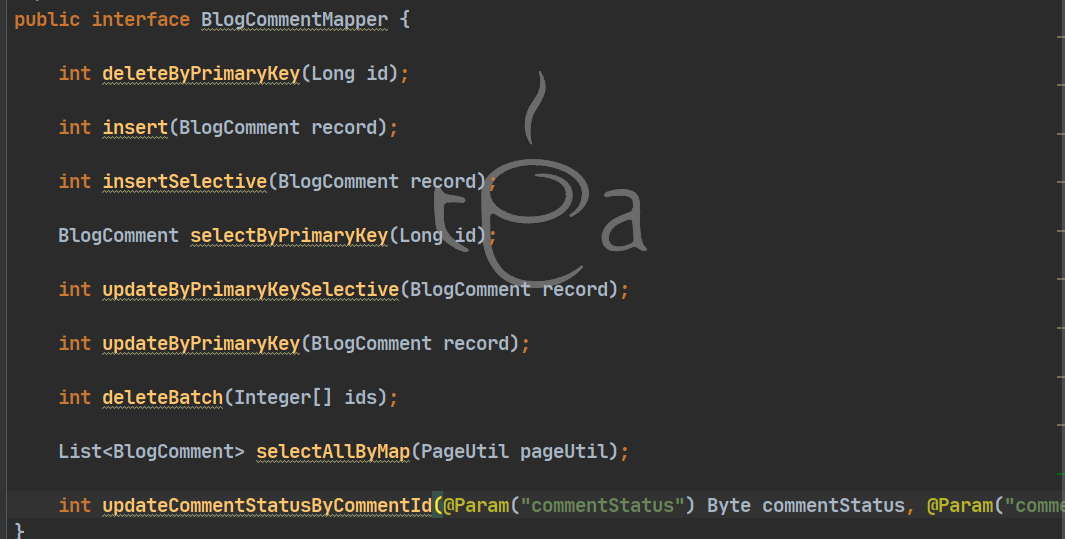 public interface BlogCommentMapper {
int deleteByPrimaryKey(Long id);
int insert(BlogComment record);
int insertSelective(BlogComment record);
BlogComment selectByPrimaryKey(Long id);
int updateByPrimaryKeySelective(BlogComment record);
int updateByPrimaryKey(BlogComment record);
int deleteBatch(Integer[] ids);
List<BlogComment> selectAllByMap(PageUtil pageUtil);
int updateCommentStatusByCommentId(@Param("commentStatus") Byte commentStatus, @Param("comme
}